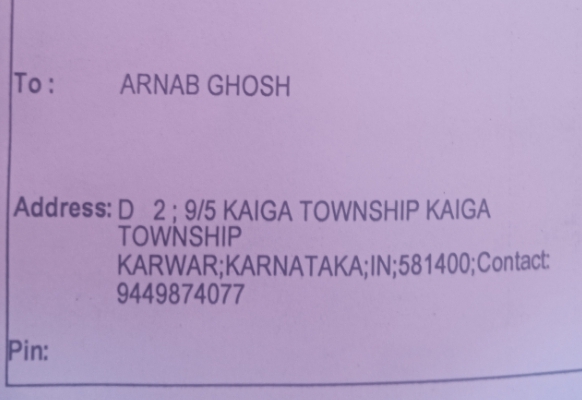 To : ARNAB GHOSH
Address: D 2 ; 9/5 KAIGA TOWNSHIP KAIGA
TOWNSHIP
KARWAR;KARNATAKA;IN;581400;Contact:
9449874077
Pin: